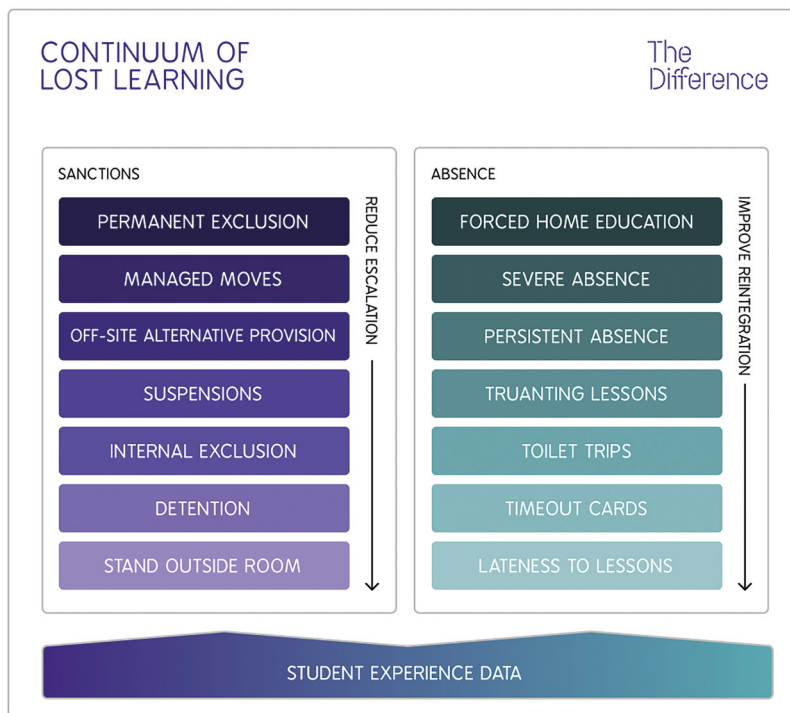 CONTINUUM OF
LOST LEARNING
The
Difference
SANCTIONS
PERMANENT EXCLUSION
MANAGED MOVES
OFF-SITE ALTERNATIVE PROVISION
SUSPENSIONS
INTERNAL EXCLUSION
DETENTION
STAND OUTSIDE ROOM
REDUCE ESCALATION
ABSENCE
FORCED HOME EDUCATION
SEVERE ABSENCE
PERSISTENT ABSENCE
TRUANTING LESSONS
TOILET TRIPS
TIMEOUT CARDS
LATENESS TO LESSONS
IMPROVE REINTEGRATION
STUDENT EXPERIENCE DATA